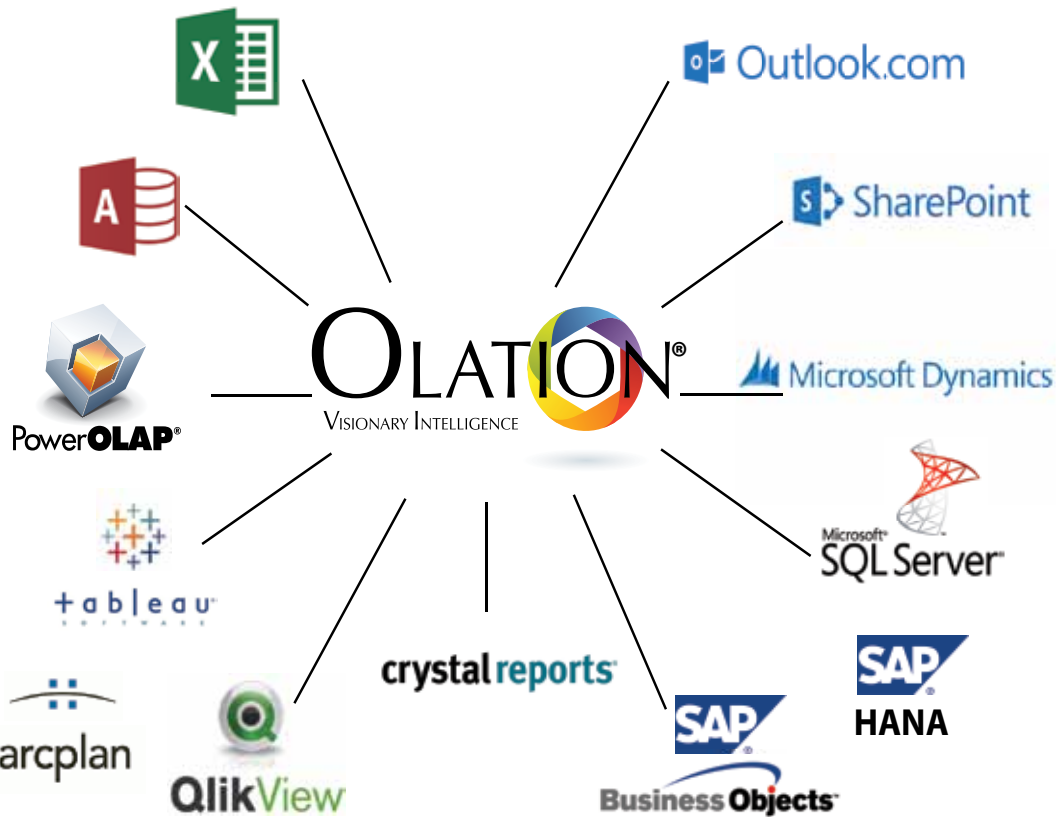 X
o Outlook.com
A
S SharePoint
OLATION®
VISIONARY INTELLIGENCE
Microsoft Dynamics
PowerOLAP®
Microsoft®
SQL Server®
tableau
SOFTWARE
crystal reports®
SAP®
HANA
SAP®
arcplan
QlikView
Business Objects™